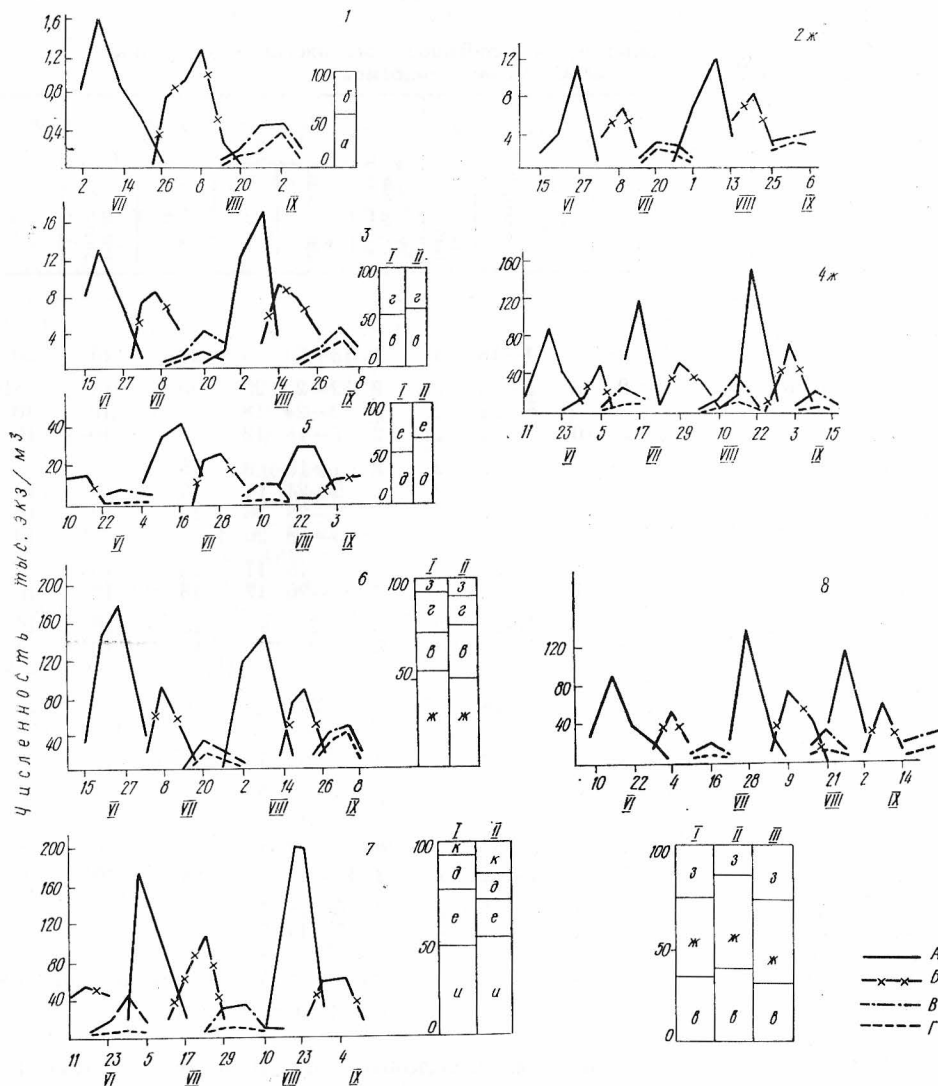 Численность, тыс. экз/м³
1
1,6
1,2
0,8
0,4
2 14 26 6 20 2
VII VIII IX
100
50
0
б
а
2 ж
12
8
4
15 27 8 20 1 13 25 6
VI VII VIII IX
3
16
12
8
4
15 27 8 20 2 14 26 8
VI VII VIII IX
I II
100
50
0
г г
в в
4 ж
160
120
80
40
11 23 5 17 29 10 22 3 15
VI VII VIII IX
5
40
20
10 22 4 16 28 10 22 3
VI VII VIII IX
I II
100
50
0
е е
д д
6
200
160
120
80
40
15 27 8 20 2 14 26 8
VI VII VIII IX
I II
100
50
з з
г г
в в
ж ж
8
120
80
40
10 22 4 16 28 9 21 2 14
VI VII VIII IX
7
200
160
120
80
40
11 23 5 17 29 10 23 4
VI VII VIII IX
I II
100
50
0
к к
д д
е е
и и
I II III
100
50
0
з з з
ж ж ж
в в в
А
Б
В
Г